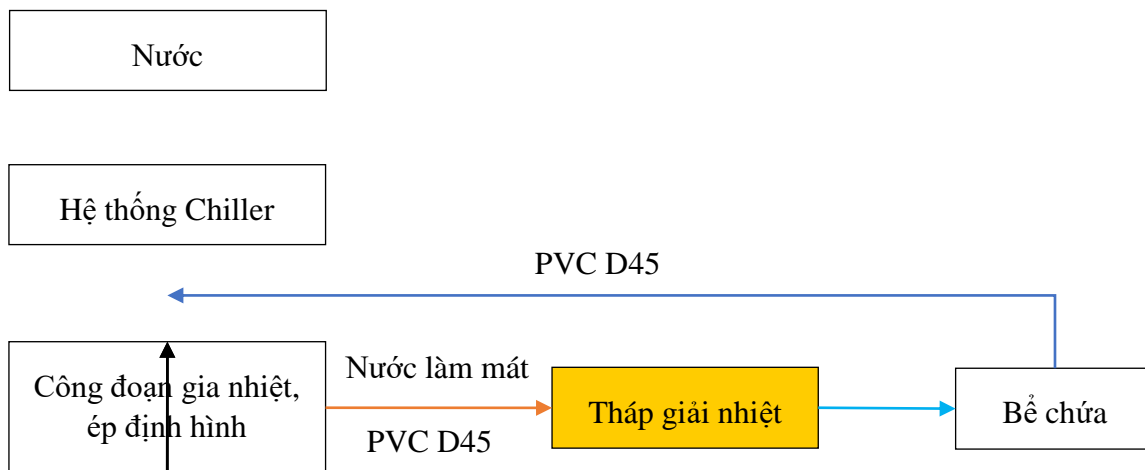 Nước
Hệ thống Chiller
PVC D45
Công đoạn gia nhiệt,
ép định hình
Nước làm mát
PVC D45
Tháp giải nhiệt
Bể chứa